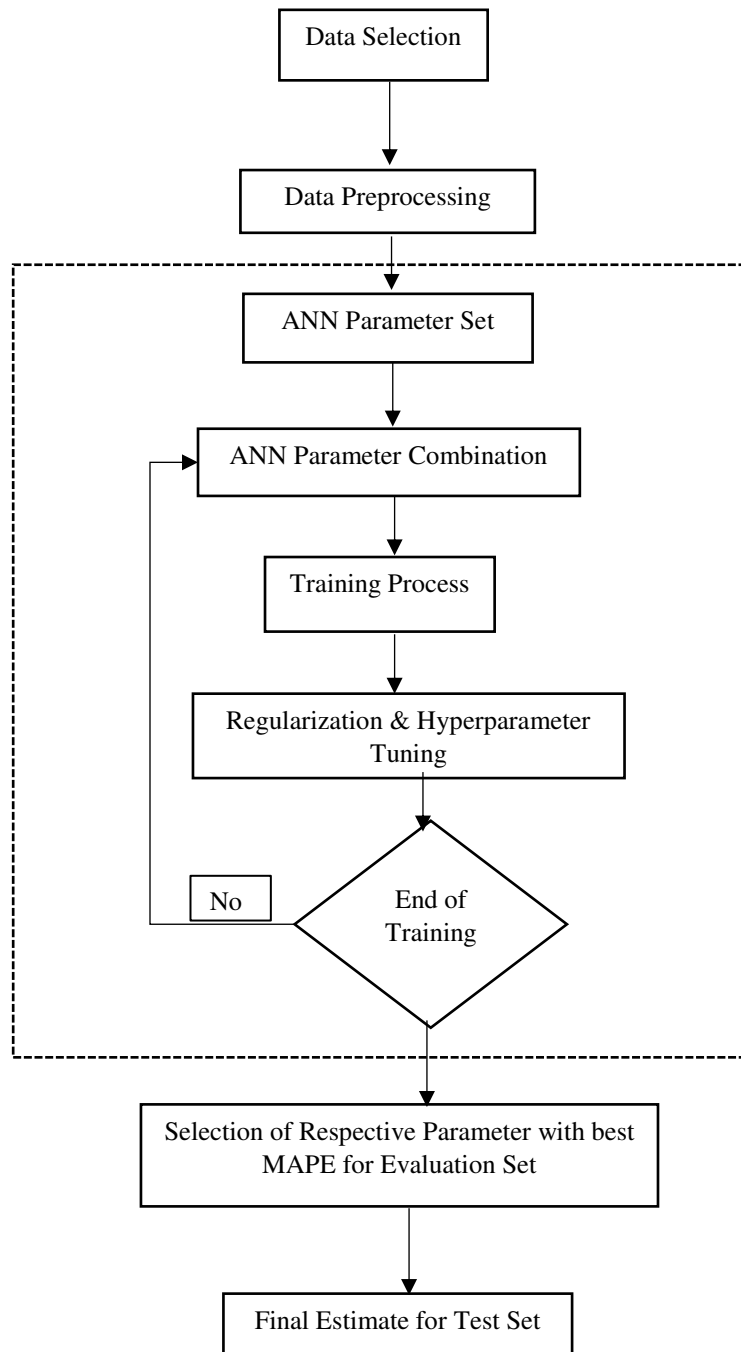 Data Selection
Data Preprocessing
ANN Parameter Set
ANN Parameter Combination
Training Process
Regularization & Hyperparameter
Tuning
No
End of
Training
Selection of Respective Parameter with best
MAPE for Evaluation Set
Final Estimate for Test Set